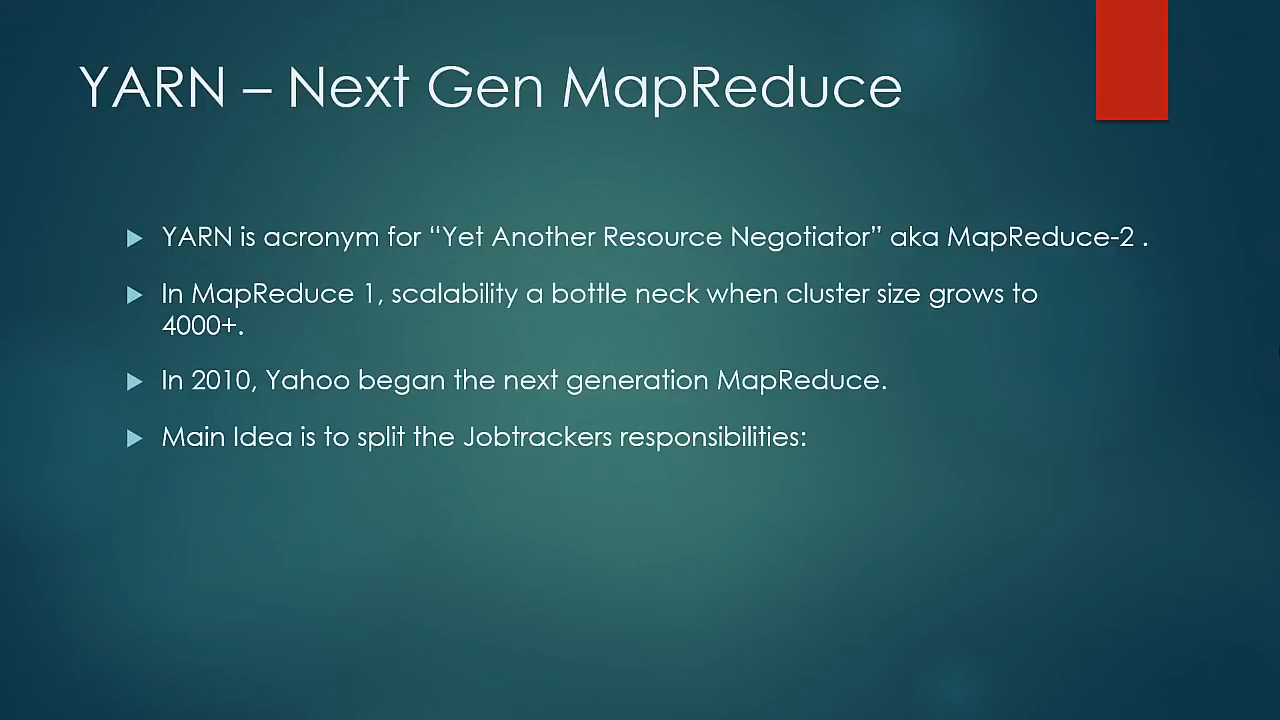 YARN – Next Gen MapReduce
YARN is acronym for “Yet Another Resource Negotiator” aka MapReduce-2 .
In MapReduce 1, scalability a bottle neck when cluster size grows to
4000+.
In 2010, Yahoo began the next generation MapReduce.
Main Idea is to split the Jobtrackers responsibilities: